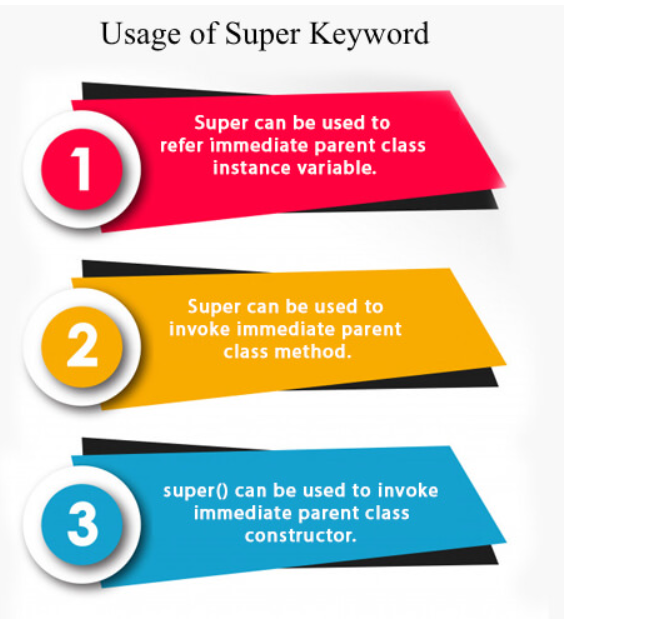 Usage of Super Keyword
1
Super can be used to
refer immediate parent class
instance variable.
2
Super can be used to
invoke immediate parent
class method.
3
super() can be used to invoke
immediate parent class
constructor.